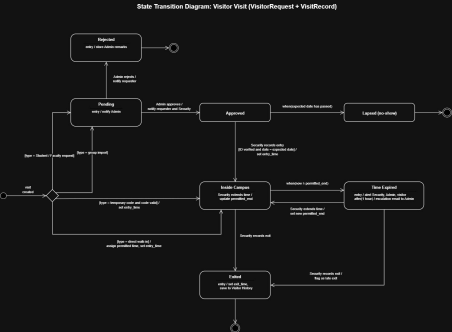 State Transition Diagram: Visitor Visit (VisitorRequest + VisitRecord)
Rejected
entry / store Admin remarks
Admin rejects /
notify requester
Pending
entry / notify Admin
Admin approves /
notify requester and Security
Approved
when(expected date has passed)
Lapsed (no-show)
[type = group import]
Security records entry
[ID verified and date = expected date] /
set entry_time
visit
created
Inside Campus
Security extends time /
update permitted_end
when(now > permitted_end)
Time Expired
entry / alert Security, Admin, visitor
after(1 hour) / escalation email to Admin
[type = temporary code and code valid] /
set entry_time
Security extends time /
set new permitted_end
Security records exit
[type = direct walk-in] /
assign permitted time, set entry_time
Security records exit /
flag as late exit
Exited
entry / set exit_time,
save to Visitor History